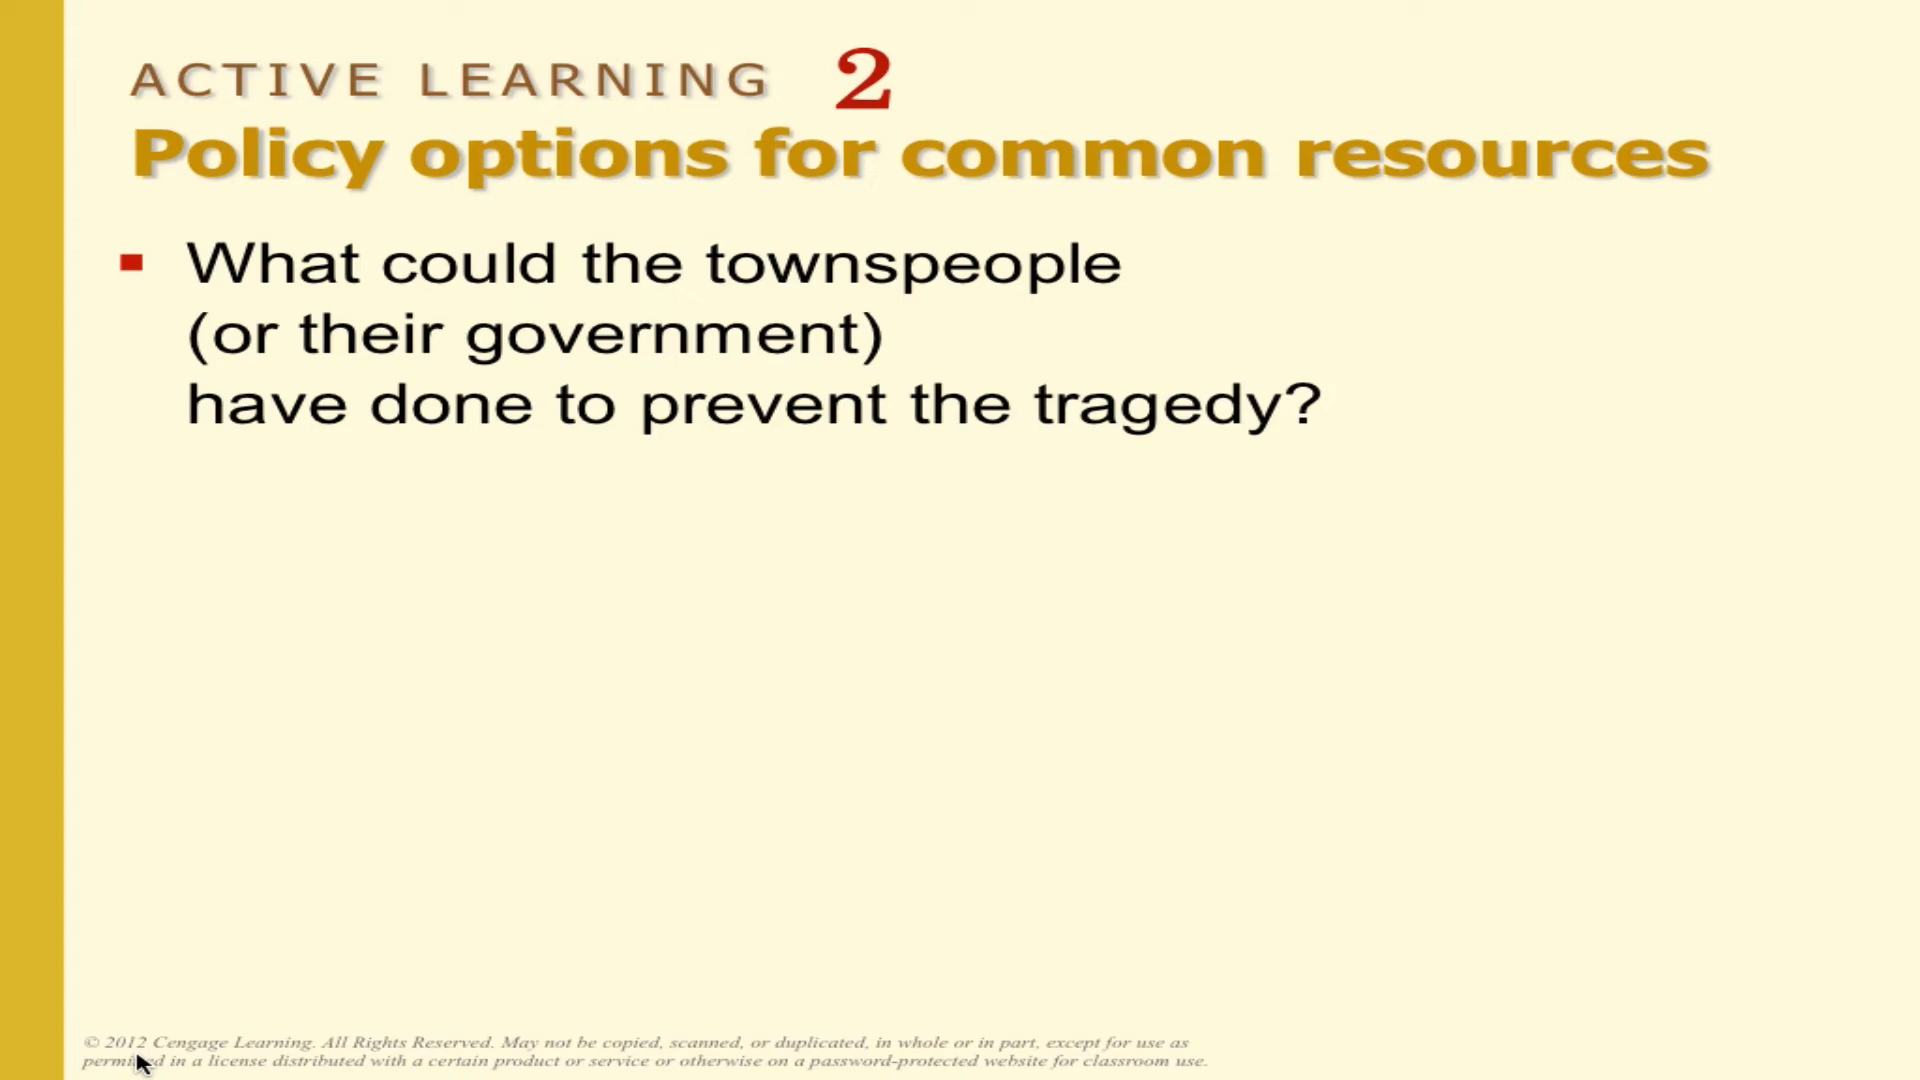 ACTIVE LEARNING 2
Policy options for common resources
What could the townspeople
(or their government)
have done to prevent the tragedy?
© 2012 Cengage Learning. All Rights Reserved. May not be copied, scanned, or duplicated, in whole or in part, except for use as
permitted in a license distributed with a certain product or service or otherwise on a password-protected website for classroom use.